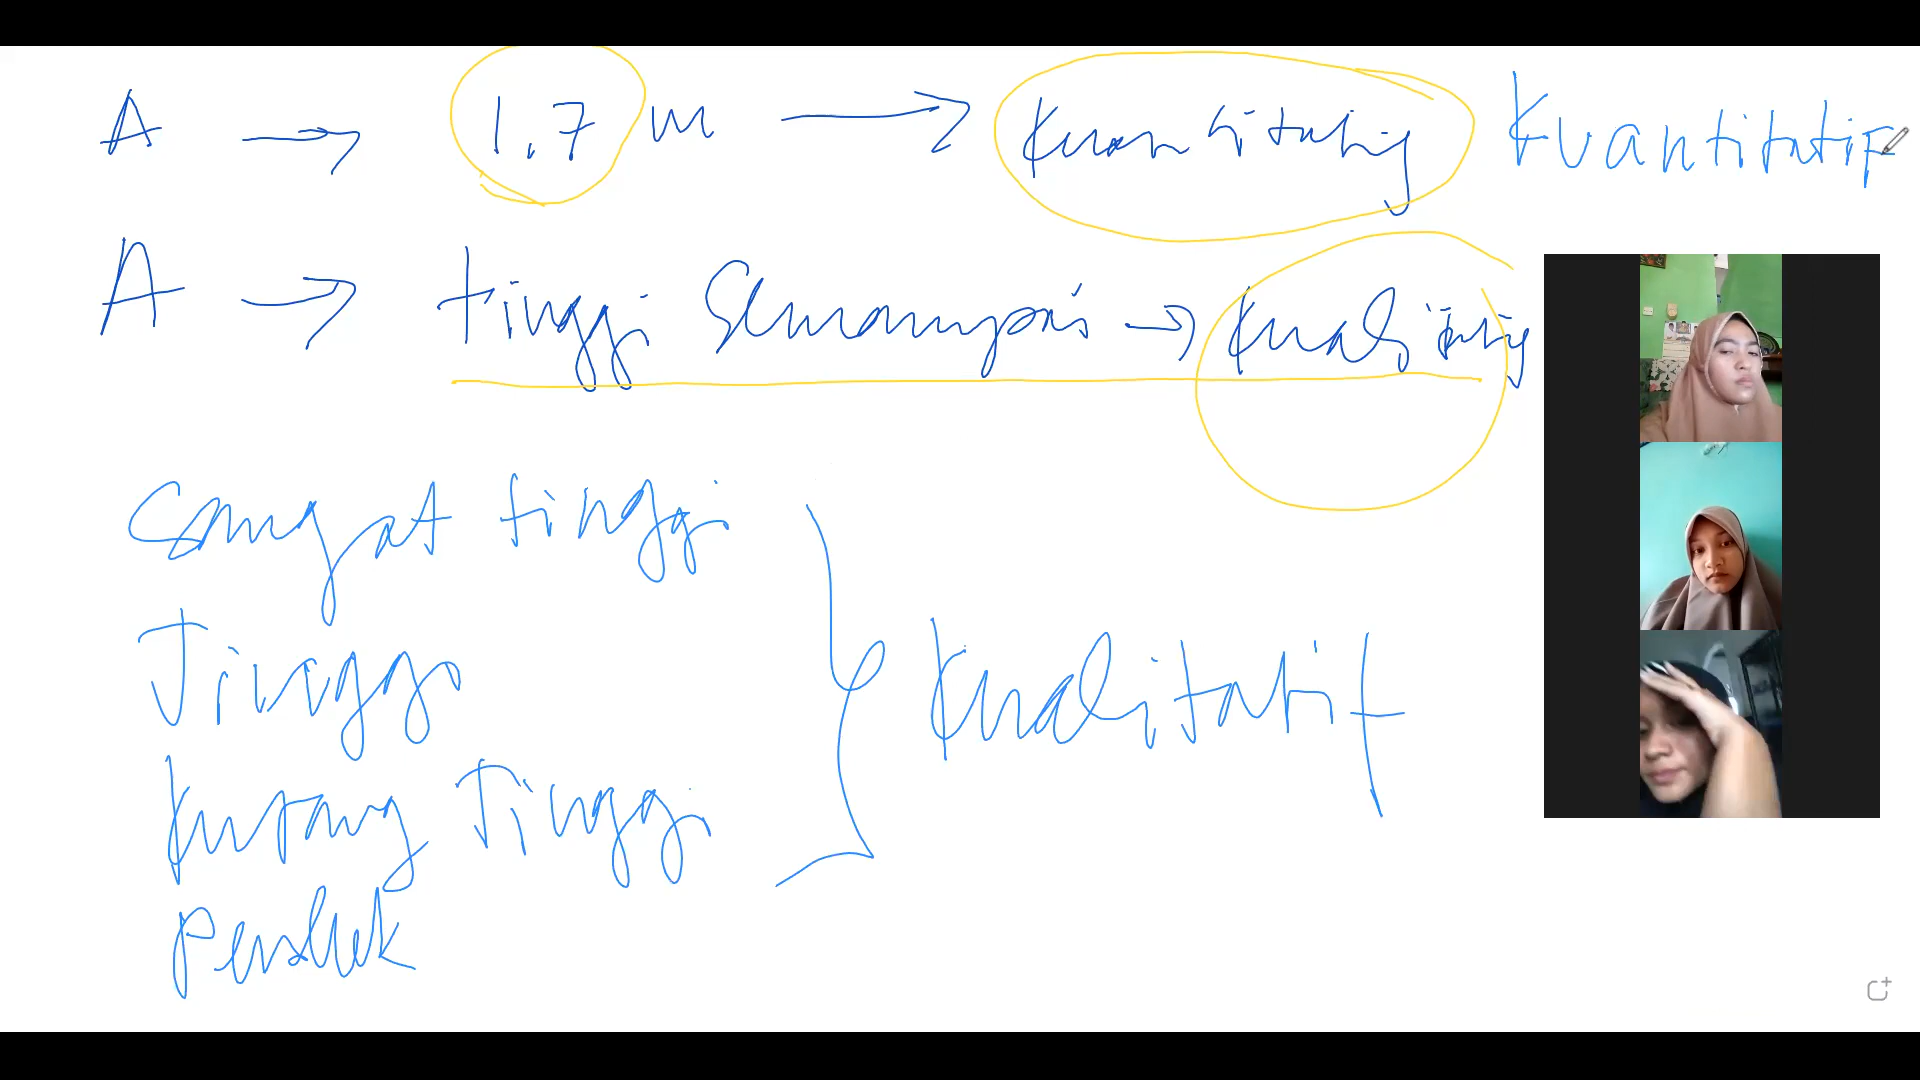 A → 1,7 m → Kuantitatif Kuantitatif
A → tinggi Semampai → Kualitatif
Sangat tinggi
Tinggi
Kurang Tinggi
Pendek
Kualitatif